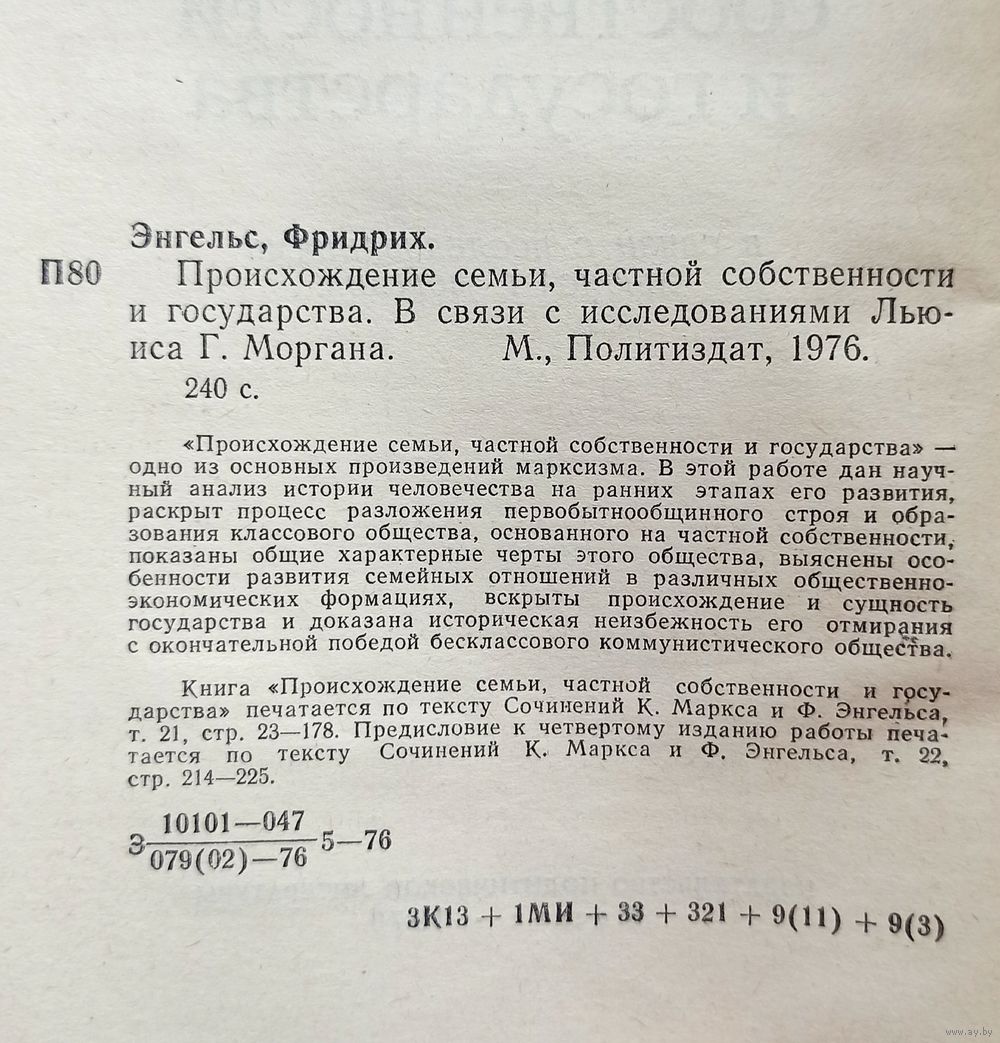 СОБСТВЕННОСТИ
И ГОСУДАРСТВА
Энгельс, Фридрих.
П80 Происхождение семьи, частной собственности
и государства. В связи с исследованиями Лью-
иса Г. Моргана. М., Политиздат, 1976.
240 с.
«Происхождение семьи, частной собственности и государства» —
одно из основных произведений марксизма. В этой работе дан науч-
ный анализ истории человечества на ранних этапах его развития,
раскрыт процесс разложения первобытнообщинного строя и обра-
зования классового общества, основанного на частной собственности,
показаны общие характерные черты этого общества, выяснены осо-
бенности развития семейных отношений в различных общественно-
экономических формациях, вскрыты происхождение и сущность
государства и доказана историческая неизбежность его отмирания
с окончательной победой бесклассового коммунистического общества.
Книга «Происхождение семьи, частной собственности и госу-
дарства» печатается по тексту Сочинений К. Маркса и Ф. Энгельса,
т. 21, стр. 23—178. Предисловие к четвертому изданию работы печа-
тается по тексту Сочинений К. Маркса и Ф. Энгельса, т. 22,
стр. 214—225.
10101—047
Э 5—76
079(02)—76
3К13 + 1МИ + 33 + 321 + 9(11) + 9(3)
www.ay.by